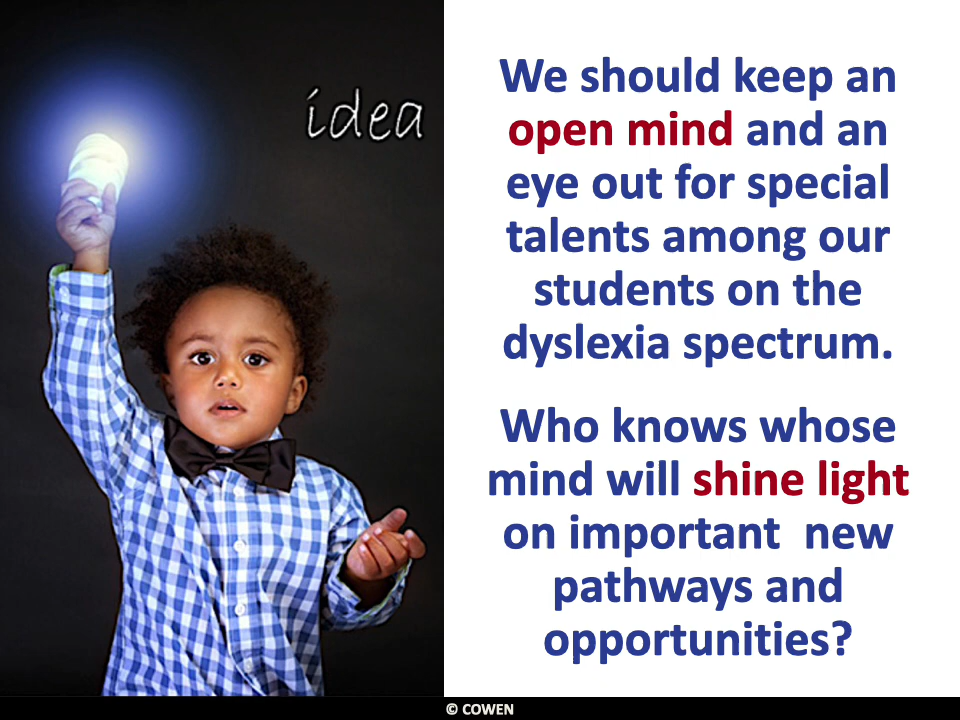 idea
We should keep an
open mind and an
eye out for special
talents among our
students on the
dyslexia spectrum.
Who knows whose
mind will shine light
on important  new
pathways and
opportunities?
© COWEN